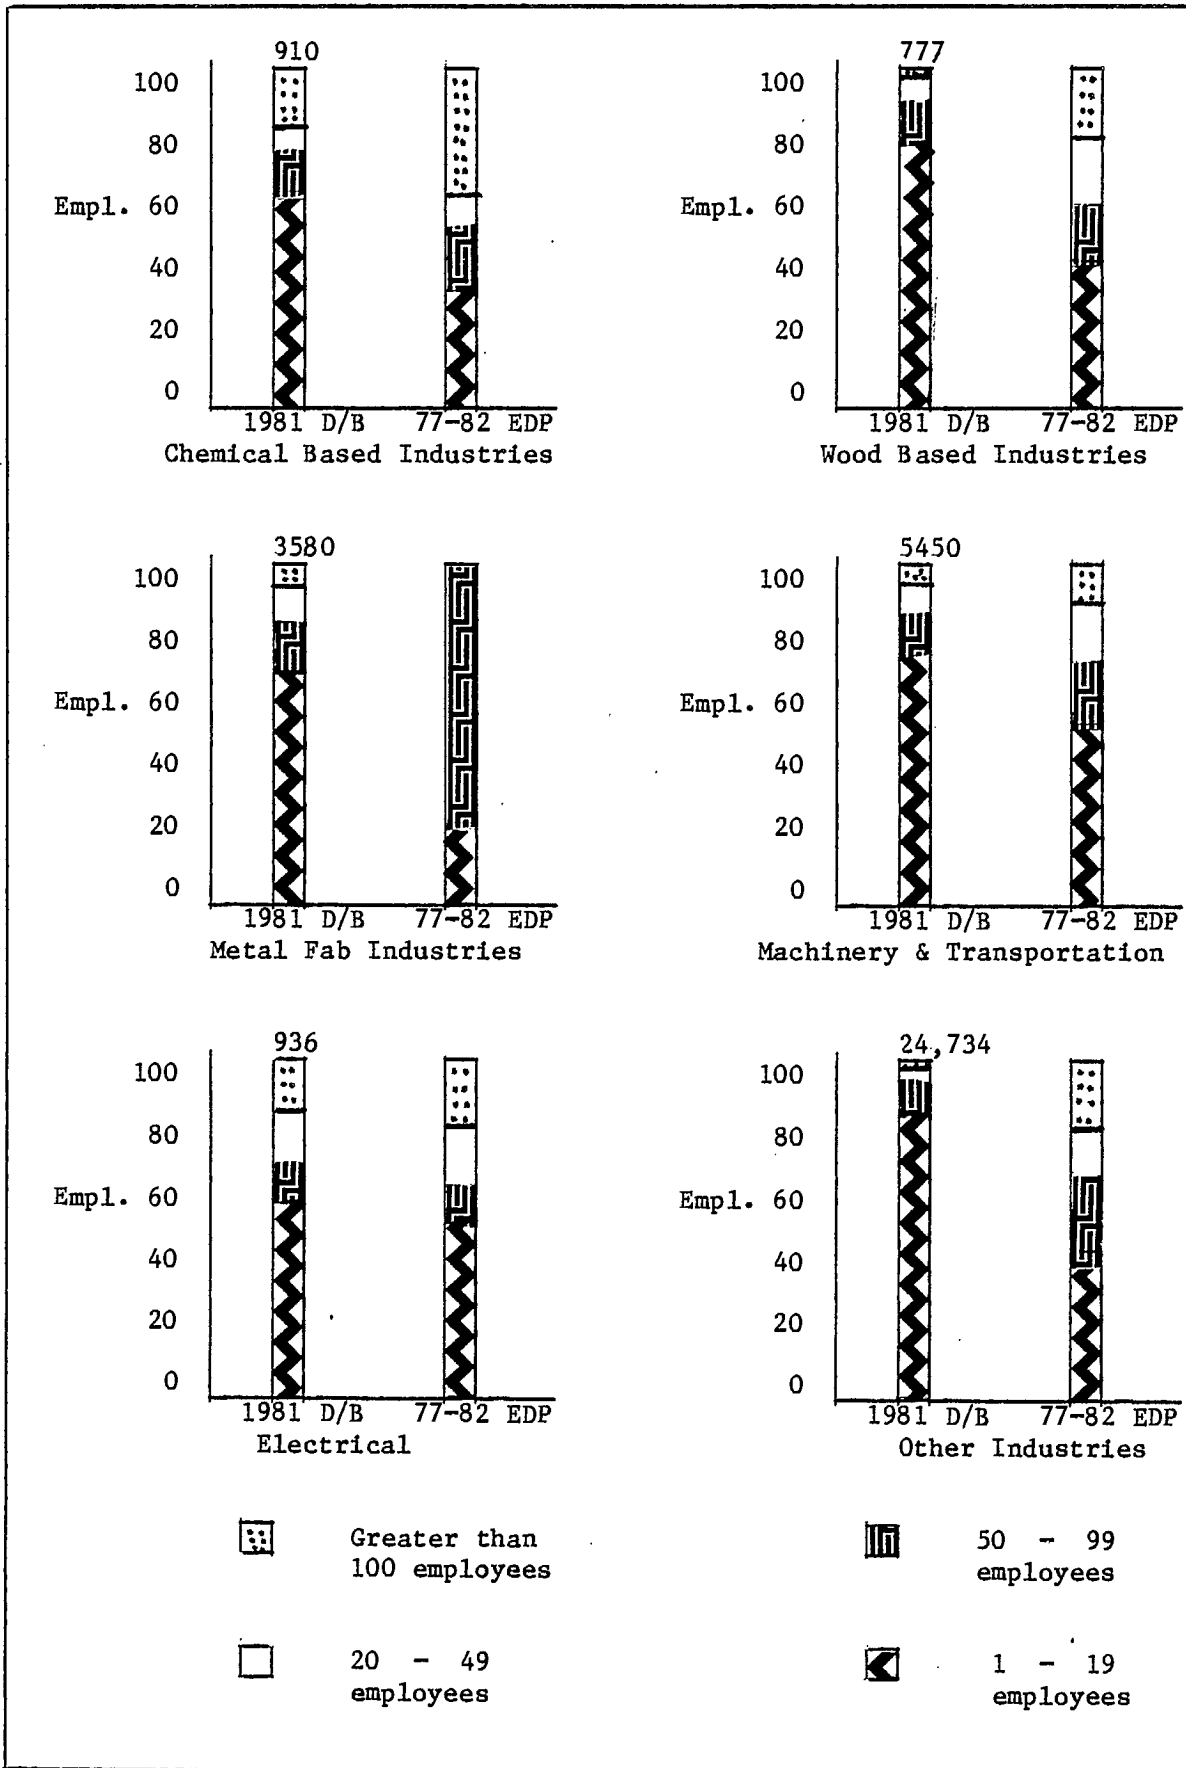 910
100
80
Empl. 60
40
20
0
1981 D/B 77-82 EDP
Chemical Based Industries
777
100
80
Empl. 60
40
20
0
1981 D/B 77-82 EDP
Wood Based Industries
3580
100
80
Empl. 60
40
20
0
1981 D/B 77-82 EDP
Metal Fab Industries
5450
100
80
Empl. 60
40
20
0
1981 D/B 77-82 EDP
Machinery & Transportation
936
100
80
Empl. 60
40
20
0
1981 D/B 77-82 EDP
Electrical
24,734
100
80
Empl. 60
40
20
0
1981 D/B 77-82 EDP
Other Industries
Greater than
100 employees
50 - 99
employees
20 - 49
employees
1 - 19
employees